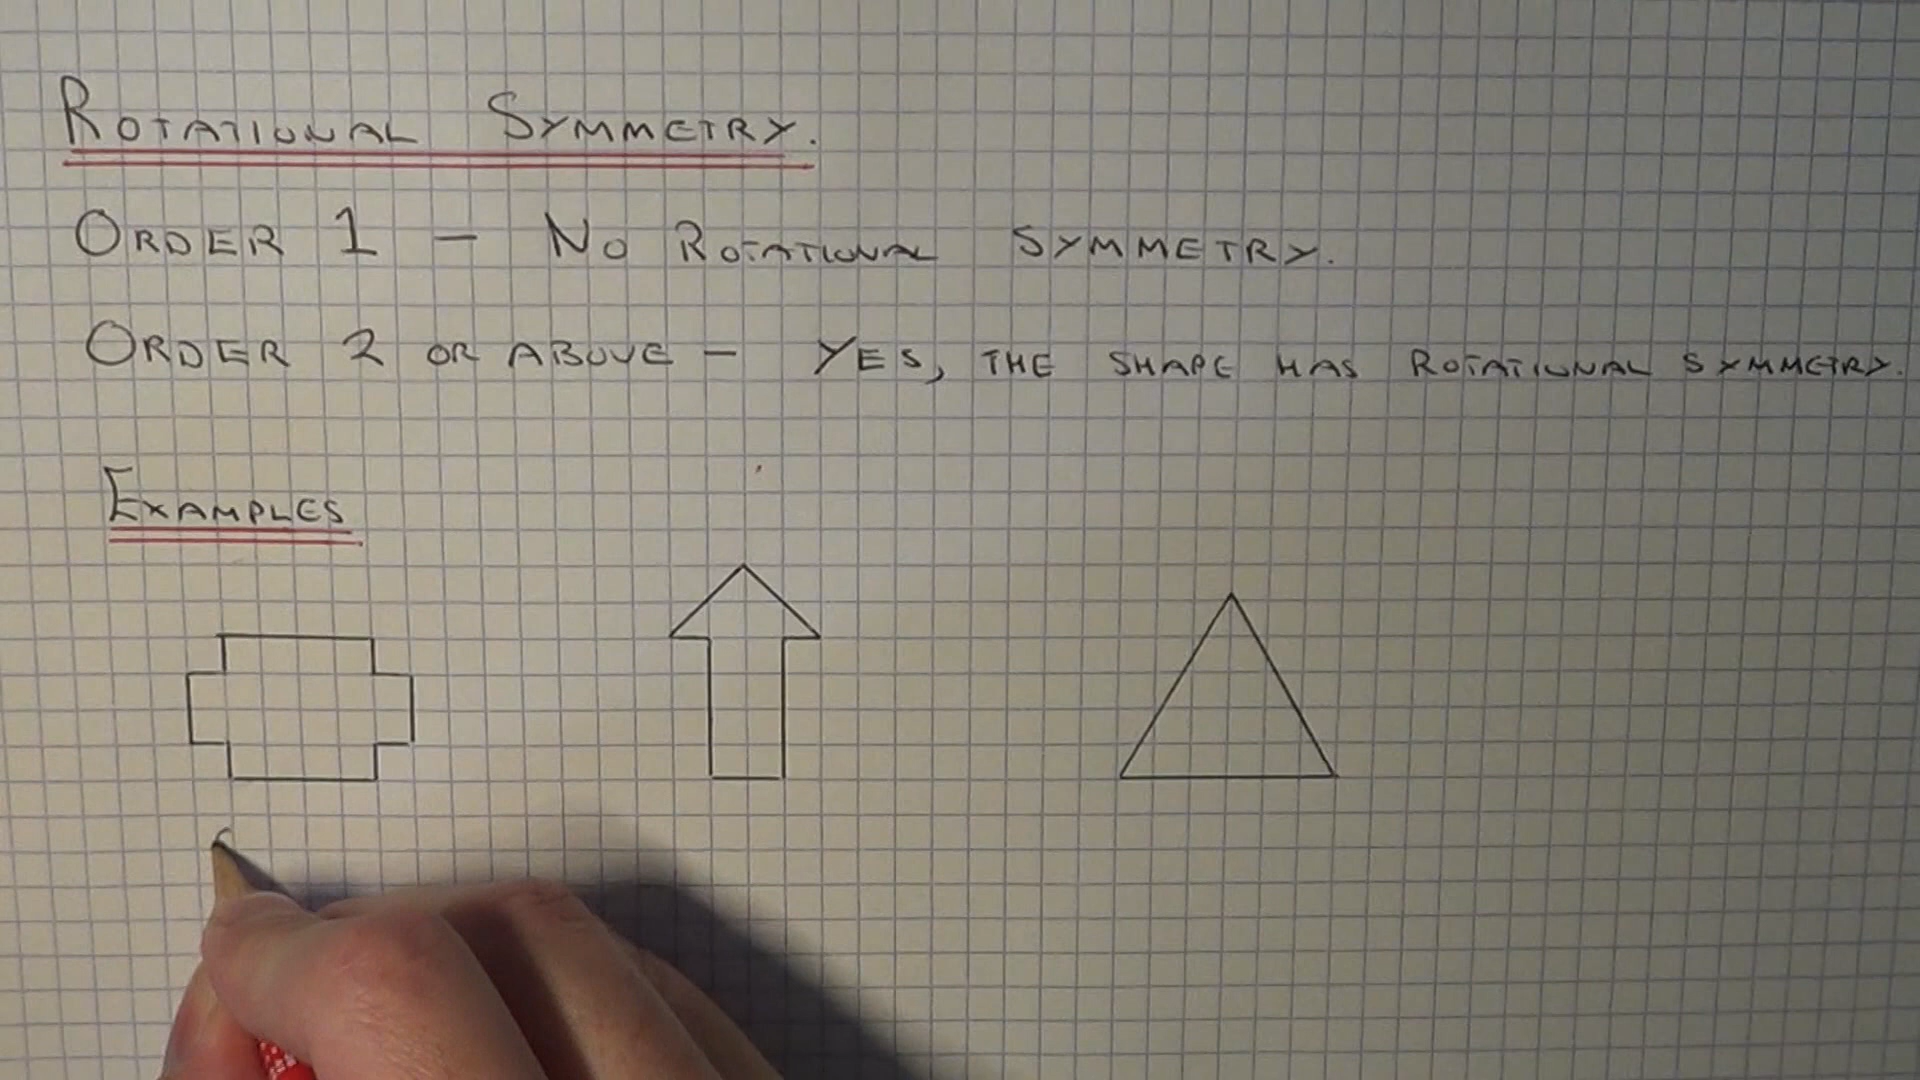 ROTATIONAL SYMMETRY.
ORDER 1 - NO ROTATIONAL SYMMETRY.
ORDER 2 OR ABOVE - YES, THE SHAPE HAS ROTATIONAL SYMMETRY.
EXAMPLES